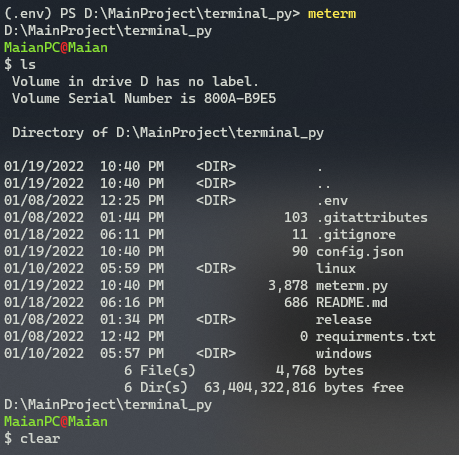 (.env) PS D:\MainProject\terminal_py> meterm
D:\MainProject\terminal_py
MaianPC@Maian
$ ls
 Volume in drive D has no label.
 Volume Serial Number is 800A-B9E5

 Directory of D:\MainProject\terminal_py

01/19/2022  10:40 PM    <DIR>          .
01/19/2022  10:40 PM    <DIR>          ..
01/08/2022  12:25 PM    <DIR>          .env
01/08/2022  01:44 PM               103 .gitattributes
01/18/2022  06:11 PM                11 .gitignore
01/19/2022  10:40 PM                90 config.json
01/10/2022  05:59 PM    <DIR>          linux
01/19/2022  10:40 PM             3,878 meterm.py
01/18/2022  06:16 PM               686 README.md
01/08/2022  01:34 PM    <DIR>          release
01/08/2022  12:42 PM                 0 requirments.txt
01/10/2022  05:57 PM    <DIR>          windows
               6 File(s)          4,768 bytes
               6 Dir(s)  63,404,322,816 bytes free
D:\MainProject\terminal_py
MaianPC@Maian
$ clear